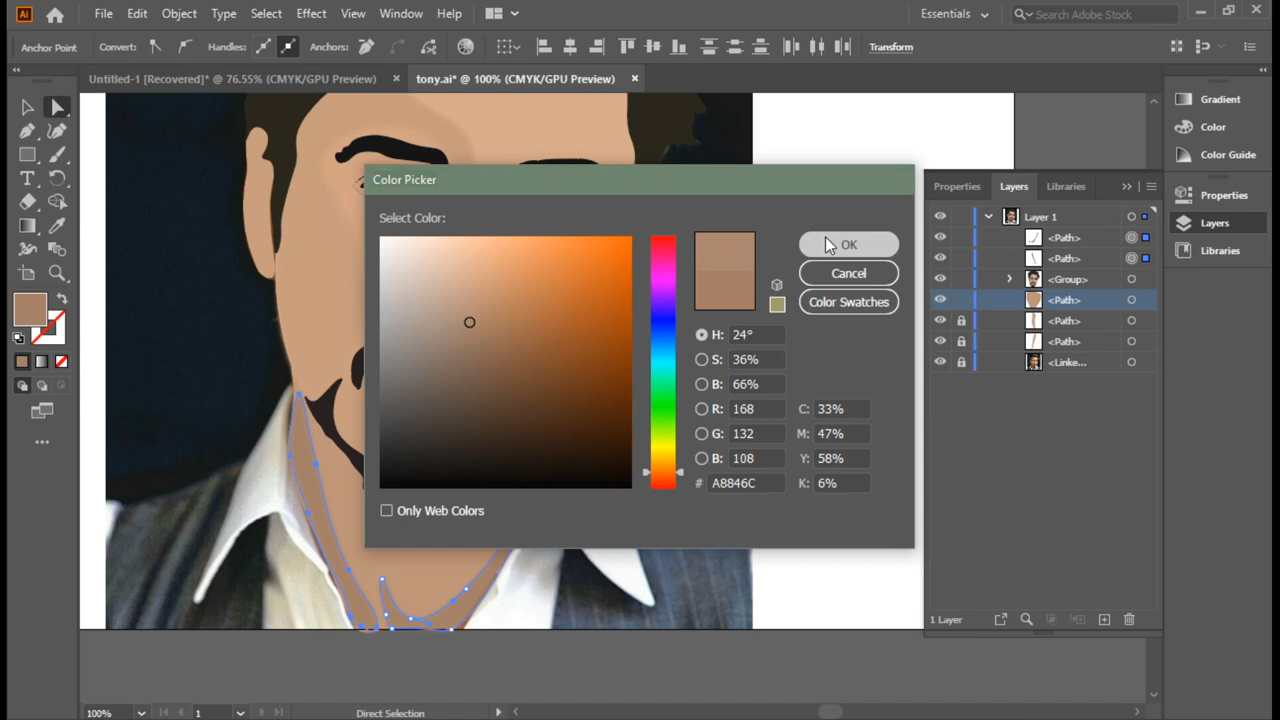 Ai File Edit Object Type Select Effect View Window Help Essentials Search Adobe Stock
Anchor Point Convert: Handles: Anchors: Transform
Untitled-1 [Recovered]* @ 76.55% (CMYK/GPU Preview) × tony.ai* @ 100% (CMYK/GPU Preview) ×
Gradient
Color
Color Guide
Properties
Layers
Libraries
Color Picker
Select Color:
OK
Cancel
Color Swatches
H: 24°
S: 36%
B: 66%
R: 168 C: 33%
G: 132 M: 47%
B: 108 Y: 58%
# A8846C K: 6%
Only Web Colors
Properties Layers Libraries
Layer 1
<Path>
<Path>
<Group>
<Path>
<Path>
<Path>
<Linke...
1 Layer
100% 1 Direct Selection